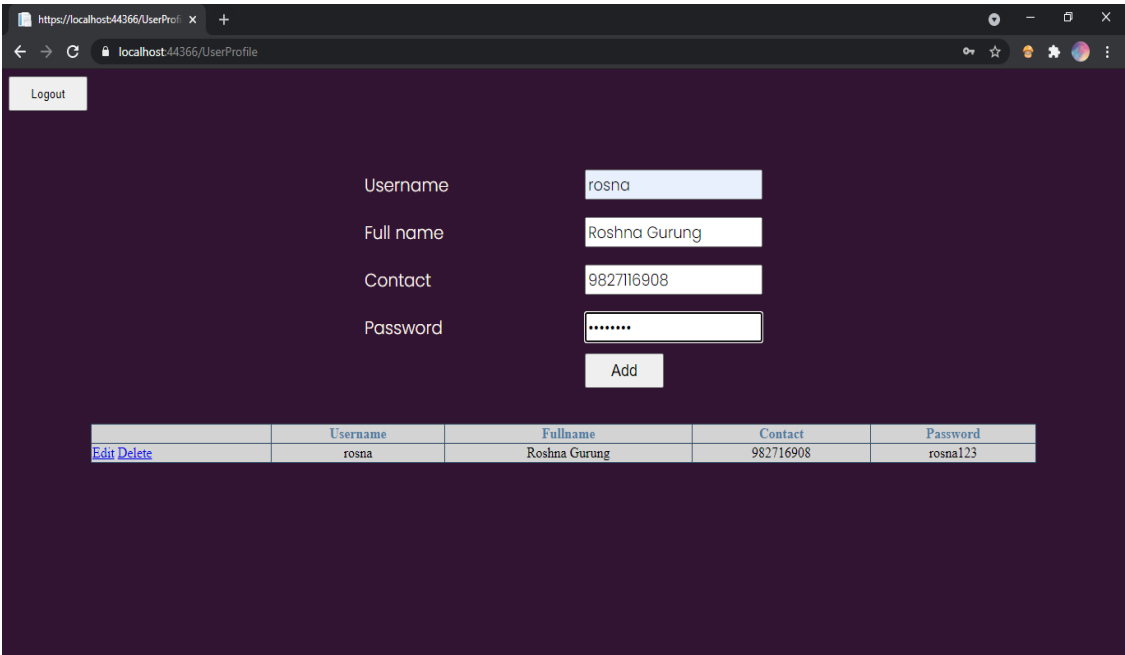 https://localhost:44366/UserProfi
localhost:44366/UserProfile
Logout
Username rosna
Full name Roshna Gurung
Contact 9827116908
Password ••••••••
Add
Username Fullname Contact Password
Edit Delete rosna Roshna Gurung 982716908 rosna123